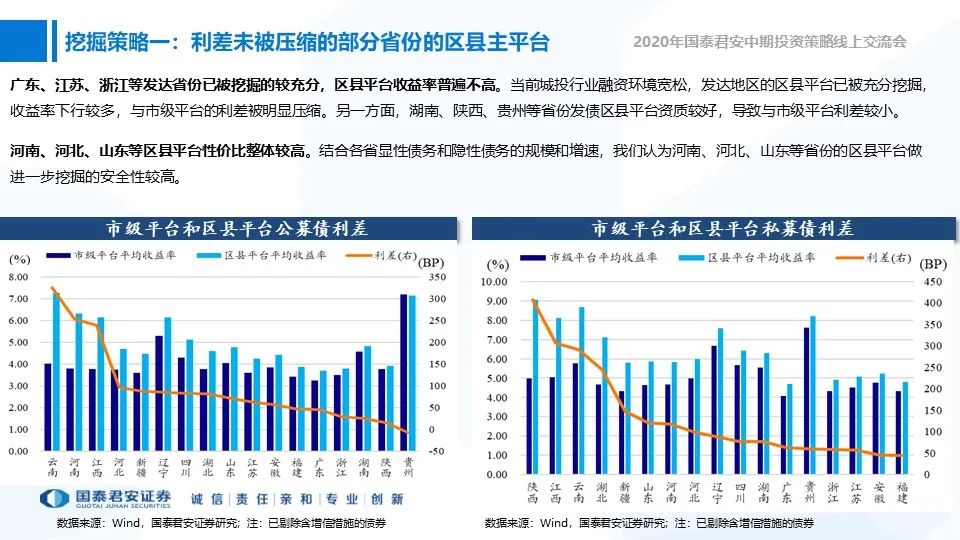 挖掘策略一：利差未被压缩的部分省份的区县主平台
2020年国泰君安中期投资策略线上交流会
广东、江苏、浙江等发达省份已被挖掘的较充分，区县平台收益率普遍不高。当前城投行业融资环境宽松，发达地区的区县平台已被充分挖掘，
收益率下行较多，与市级平台的利差被明显压缩。另一方面，湖南、陕西、贵州等省份发债区县平台资质较好，导致与市级平台利差较小。
河南、河北、山东等区县平台性价比整体较高。结合各省显性债务和隐性债务的规模和增速，我们认为河南、河北、山东等省份的区县平台做
进一步挖掘的安全性较高。
市级平台和区县平台公募债利差
(%) 市级平台平均收益率 区县平台平均收益率 利差(右) (BP)
8.00 350
7.00 300
6.00 250
5.00 200
4.00 150
3.00 100
2.00 50
1.00 0
0.00 -50
云南 河南 江西 河北 新疆 辽宁 四川 湖北 山东 江苏 安徽 福建 广东 浙江 湖南 陕西 贵州
国泰君安证券
GUOTAI JUNAN SECURITIES
诚信|责任|亲和|专业|创新
数据来源：Wind，国泰君安证券研究；注：已剔除含增信措施的债券
市级平台和区县平台私募债利差
(%) 市级平台平均收益率 区县平台平均收益率 利差(右) (BP)
10.00 450
9.00 400
8.00 350
7.00 300
6.00 250
5.00 200
4.00 150
3.00 100
2.00 50
1.00 0
0.00
陕西 江西 云南 湖北 新疆 山东 河南 河北 辽宁 四川 湖南 广东 贵州 浙江 江苏 安徽 福建
数据来源：Wind，国泰君安证券研究；注：已剔除含增信措施的债券